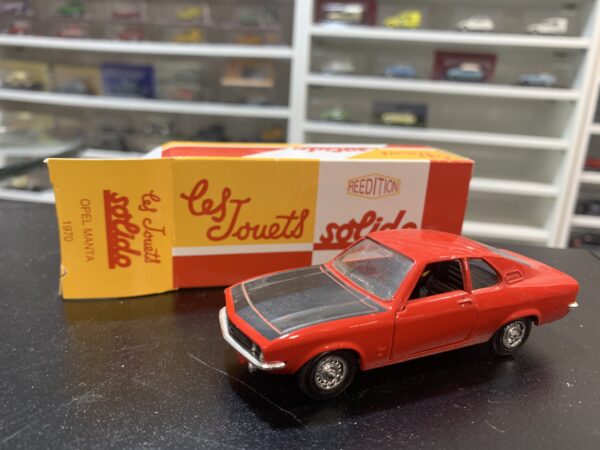 les Jouets
solido
OPEL MANTA
1970
les Jouets
REEDITION
solido